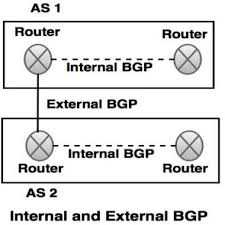 AS 1
Router
Router
Internal BGP
External BGP
Internal BGP
Router
Router
AS 2
Internal and External BGP